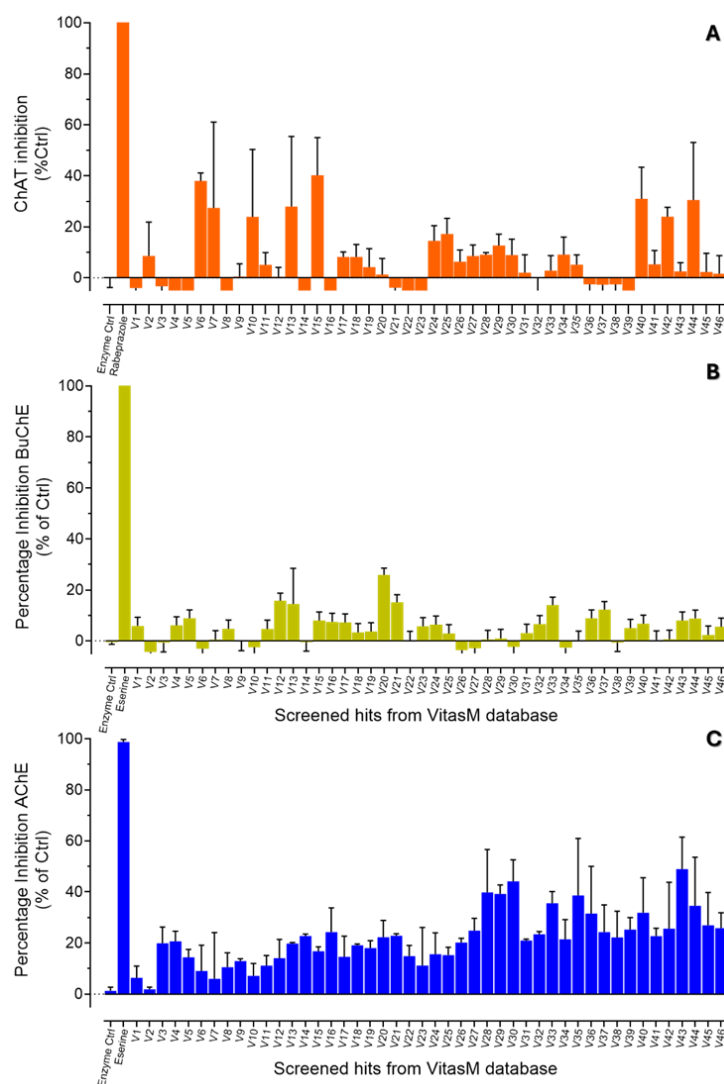 A
ChAT inhibition
(%Ctrl)
100
80
60
40
20
0
Enzyme Ctrl Rabeprazole V1 V2 V3 V4 V5 V6 V7 V8 V9 V10 V11 V12 V13 V14 V15 V16 V17 V18 V19 V20 V21 V22 V23 V24 V25 V26 V27 V28 V29 V30 V31 V32 V33 V34 V35 V36 V37 V38 V39 V40 V41 V42 V43 V44 V45 V46
B
Percentage Inhibition BuChE
(% of Ctrl)
100
80
60
40
20
0
Enzyme Ctrl Eserine V1 V2 V3 V4 V5 V6 V7 V8 V9 V10 V11 V12 V13 V14 V15 V16 V17 V18 V19 V20 V21 V22 V23 V24 V25 V26 V27 V28 V29 V30 V31 V32 V33 V34 V35 V36 V37 V38 V39 V40 V41 V42 V43 V44 V45 V46
Screened hits from VitasM database
C
Percentage Inhibition AChE
(% of Ctrl)
100
80
60
40
20
0
Enzyme Ctrl Eserine V1 V2 V3 V4 V5 V6 V7 V8 V9 V10 V11 V12 V13 V14 V15 V16 V17 V18 V19 V20 V21 V22 V23 V24 V25 V26 V27 V28 V29 V30 V31 V32 V33 V34 V35 V36 V37 V38 V39 V40 V41 V42 V43 V44 V45 V46
Screened hits from VitasM database